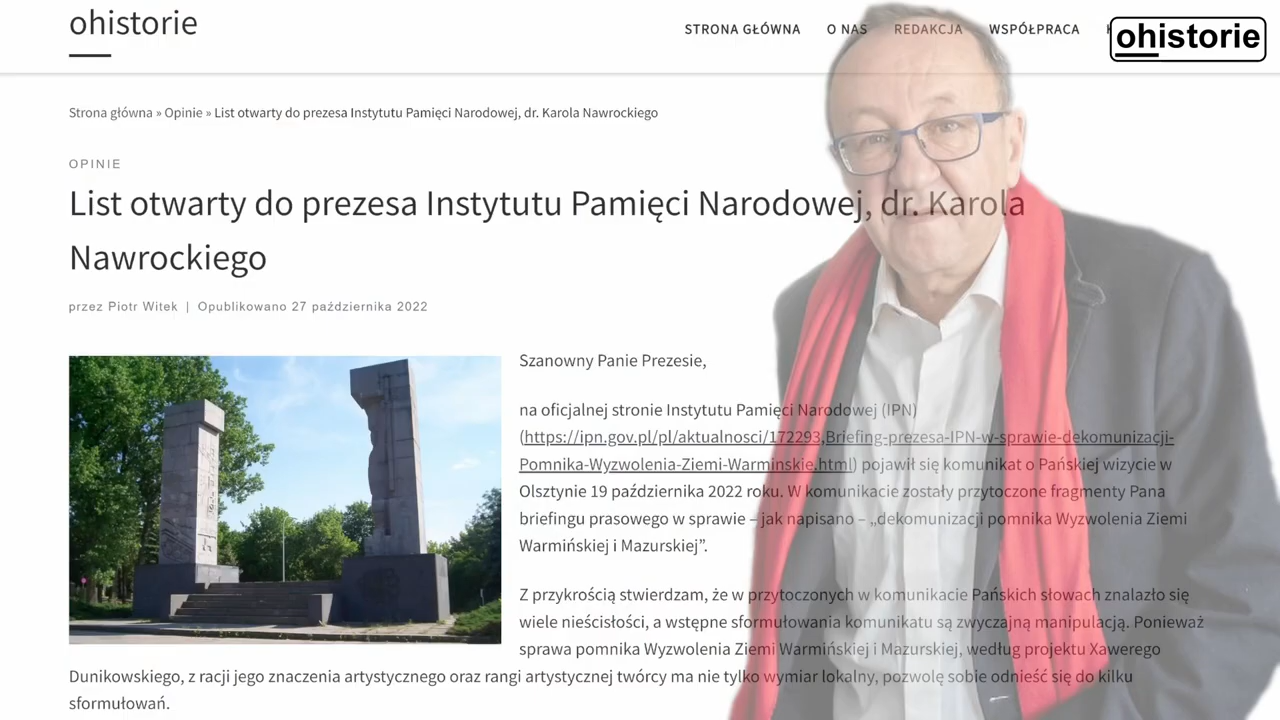 ohistorie
STRONA GŁÓWNA O NAS REDAKCJA WSPÓŁPRACA
ohistorie
Strona główna » Opinie » List otwarty do prezesa Instytutu Pamięci Narodowej, dr. Karola Nawrockiego
OPINIE
List otwarty do prezesa Instytutu Pamięci Narodowej, dr. Karola
Nawrockiego
przez Piotr Witek | Opublikowano 27 października 2022
Szanowny Panie Prezesie,
na oficjalnej stronie Instytutu Pamięci Narodowej (IPN)
(https://ipn.gov.pl/pl/aktualnosci/172293,Briefing-prezesa-IPN-w-sprawie-dekomunizacji-
Pomnika-Wyzwolenia-Ziemi-Warminskie.html) pojawił się komunikat o Pańskiej wizycie w
Olsztynie 19 października 2022 roku. W komunikacie zostały przytoczone fragmenty Pana
briefingu prasowego w sprawie – jak napisano – „dekomunizacji pomnika Wyzwolenia Ziemi
Warmińskiej i Mazurskiej”.
Z przykrością stwierdzam, że w przytoczonych w komunikacie Pańskich słowach znalazło się
wiele nieścisłości, a wstępne sformułowania komunikatu są zwyczajną manipulacją. Ponieważ
sprawa pomnika Wyzwolenia Ziemi Warmińskiej i Mazurskiej, według projektu Xawerego
Dunikowskiego, z racji jego znaczenia artystycznego oraz rangi artystycznej twórcy ma nie tylko wymiar lokalny, pozwolę sobie odnieść się do kilku
sformułowań.